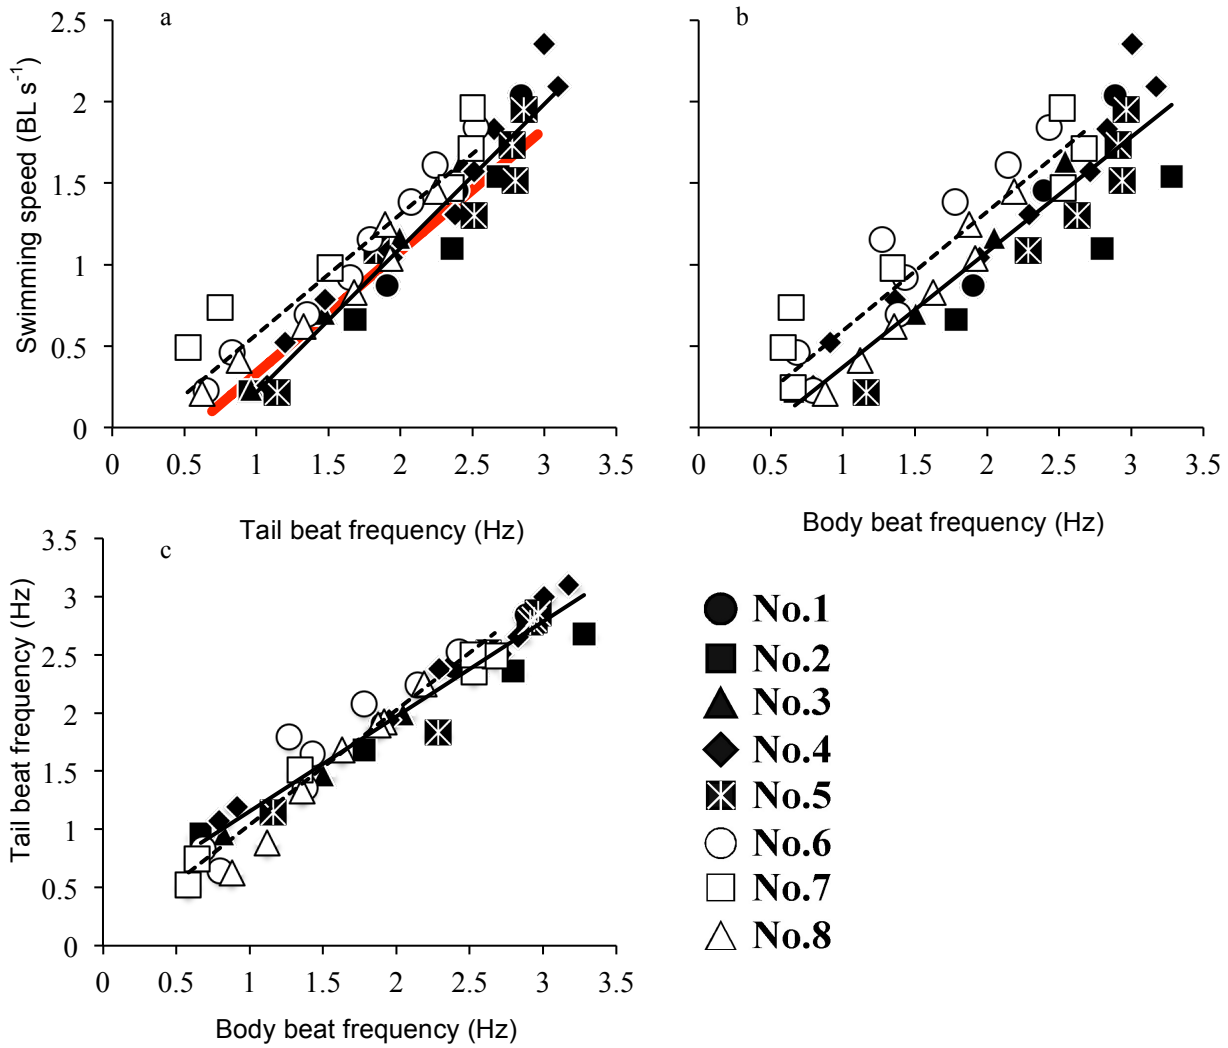 a
Swimming speed (BL s⁻¹)
2.5
2
1.5
1
0.5
0
0 0.5 1 1.5 2 2.5 3 3.5
Tail beat frequency (Hz)
b
0 0.5 1 1.5 2 2.5 3 3.5
Body beat frequency (Hz)
c
Tail beat frequency (Hz)
3.5
3
2.5
2
1.5
1
0.5
0
0 0.5 1 1.5 2 2.5 3 3.5
Body beat frequency (Hz)
No.1
No.2
No.3
No.4
No.5
No.6
No.7
No.8